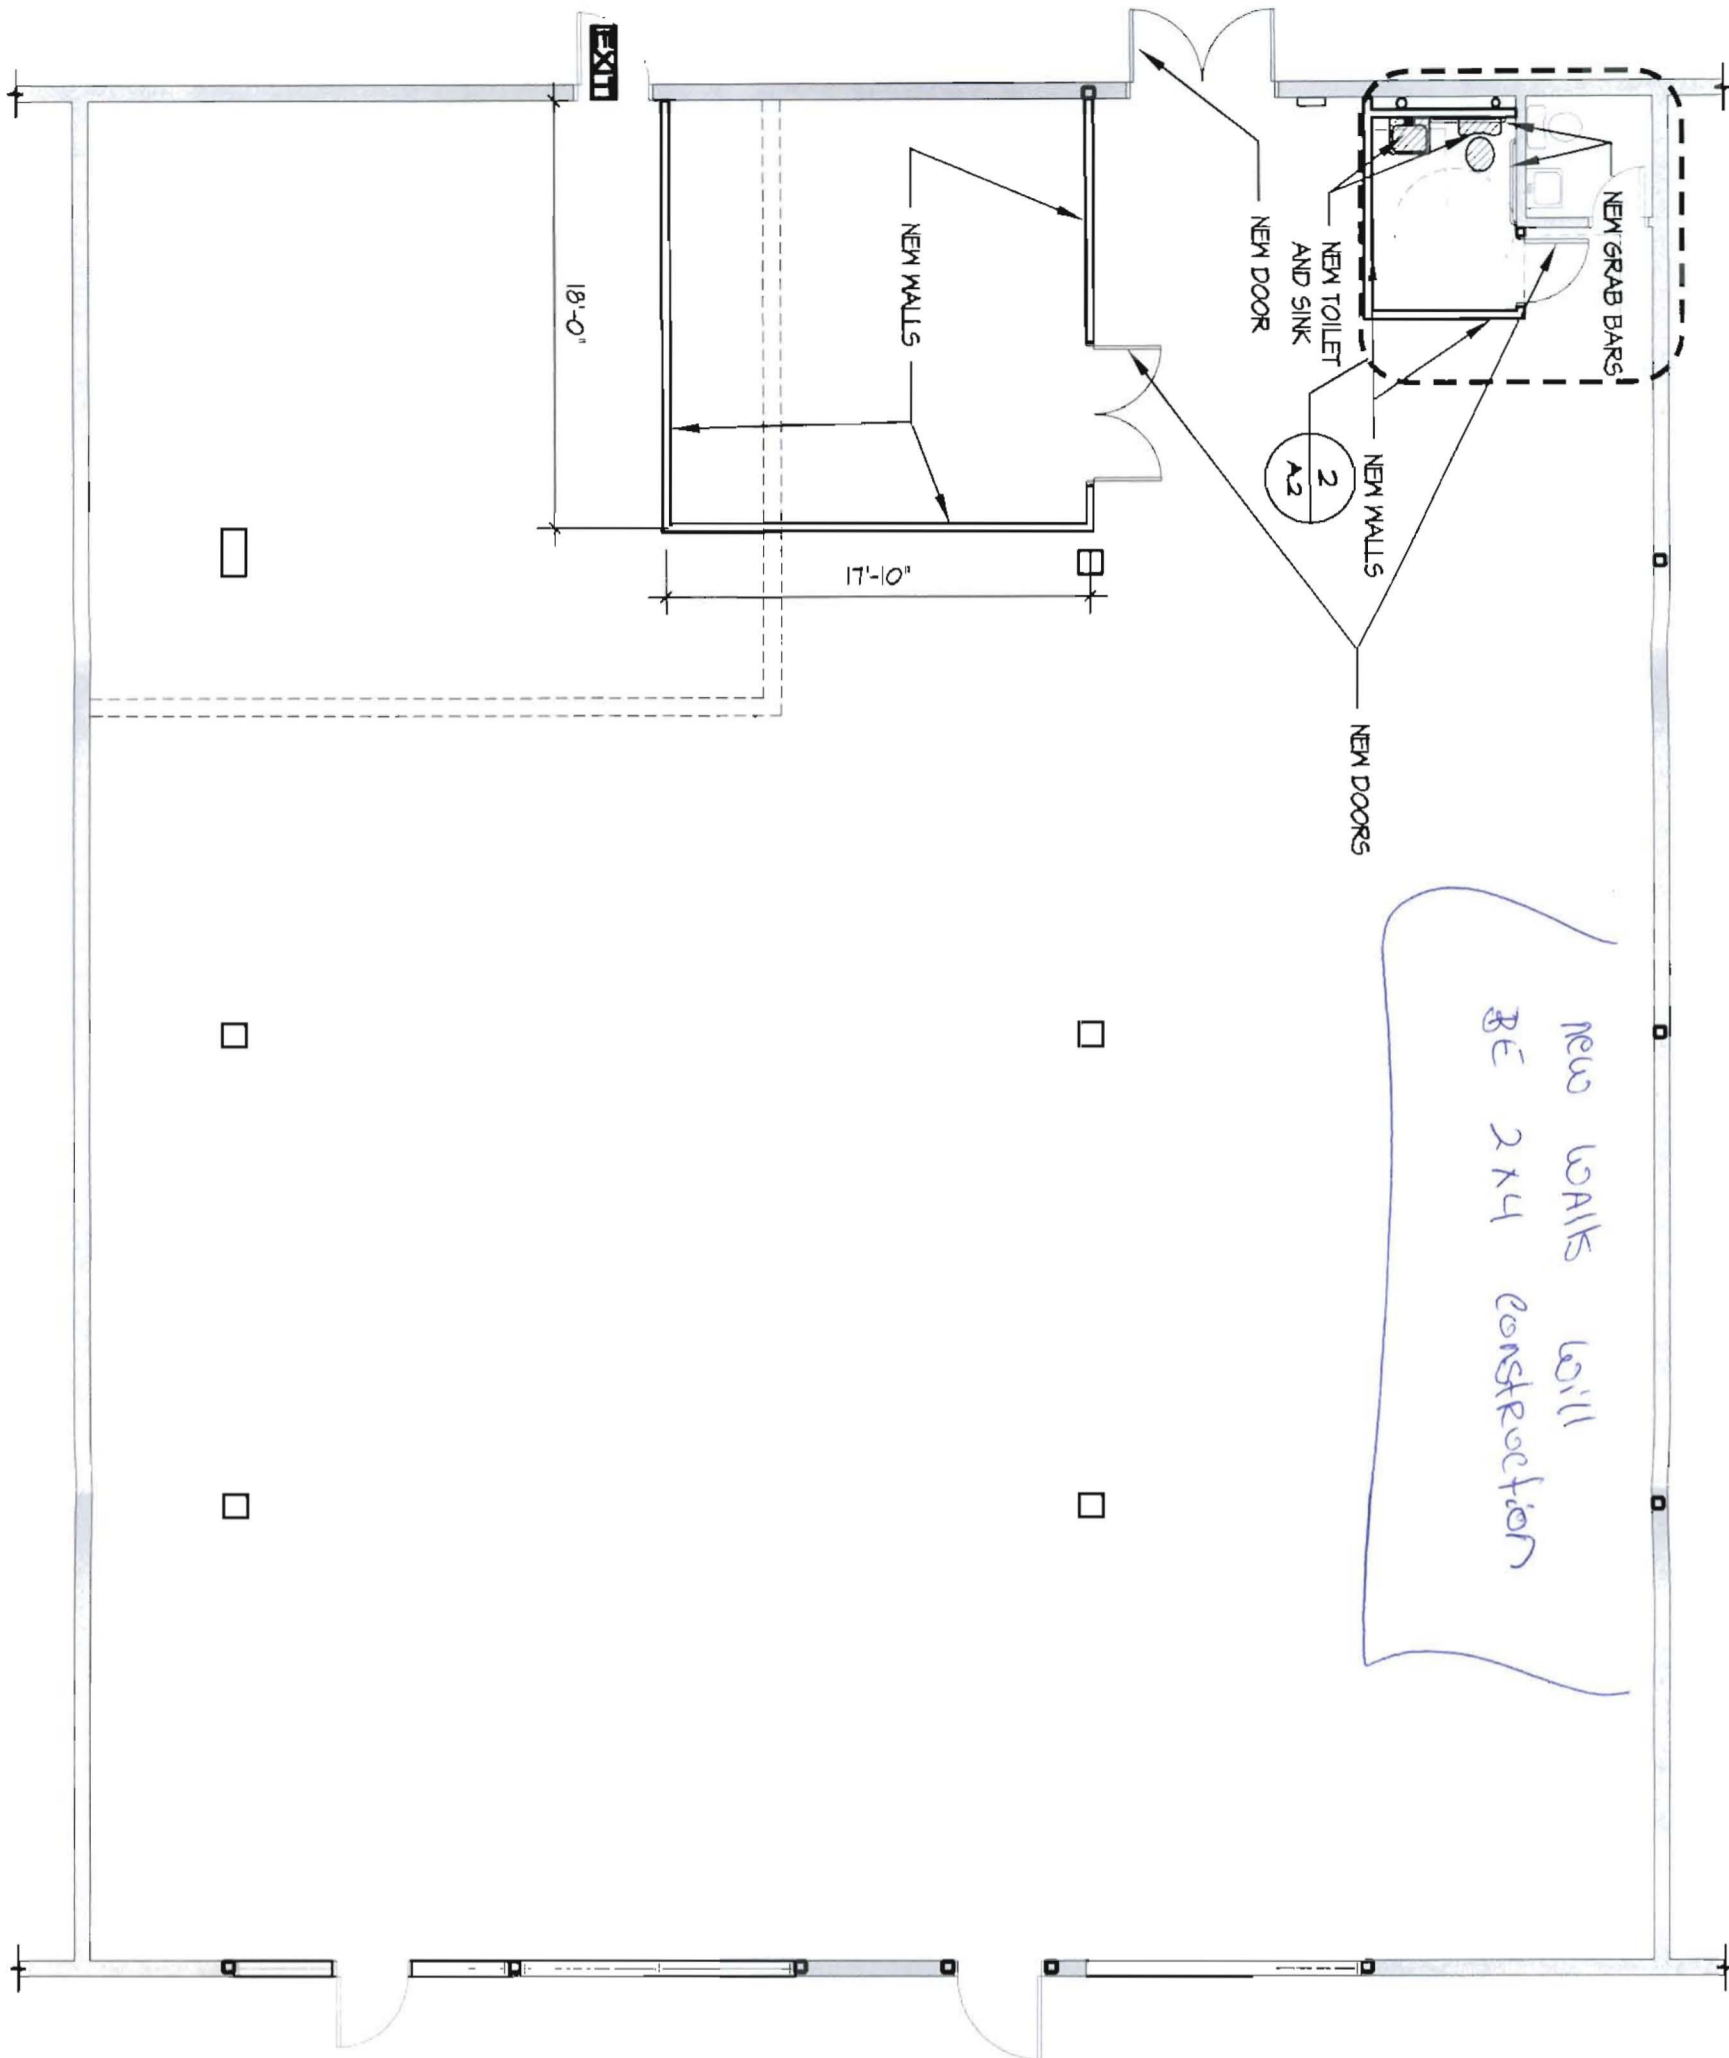 NEW GRAB BARS
NEW TOILET
AND SINK
NEW DOOR
NEW WALLS
NEW WALLS
2
A2
NEW DOORS
EXIT
18'-0"
17'-10"
new WAlls will
BE 2x4 construction